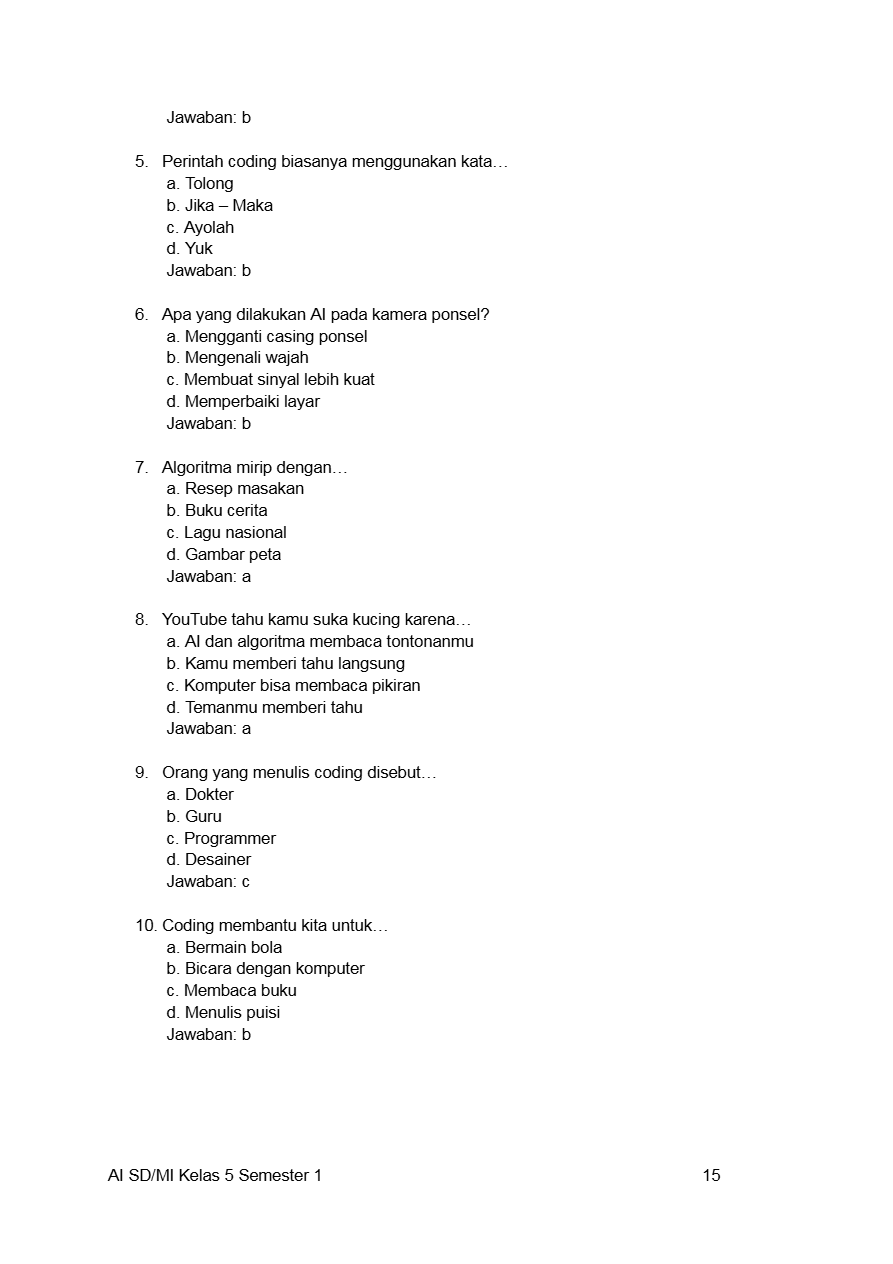 Jawaban: b
5. Perintah coding biasanya menggunakan kata…
a. Tolong
b. Jika – Maka
c. Ayolah
d. Yuk
Jawaban: b
6. Apa yang dilakukan AI pada kamera ponsel?
a. Mengganti casing ponsel
b. Mengenali wajah
c. Membuat sinyal lebih kuat
d. Memperbaiki layar
Jawaban: b
7. Algoritma mirip dengan…
a. Resep masakan
b. Buku cerita
c. Lagu nasional
d. Gambar peta
Jawaban: a
8. YouTube tahu kamu suka kucing karena…
a. AI dan algoritma membaca tontonanmu
b. Kamu memberi tahu langsung
c. Komputer bisa membaca pikiran
d. Temanmu memberi tahu
Jawaban: a
9. Orang yang menulis coding disebut…
a. Dokter
b. Guru
c. Programmer
d. Desainer
Jawaban: c
10. Coding membantu kita untuk…
a. Bermain bola
b. Bicara dengan komputer
c. Membaca buku
d. Menulis puisi
Jawaban: b
AI SD/MI Kelas 5 Semester 1 15